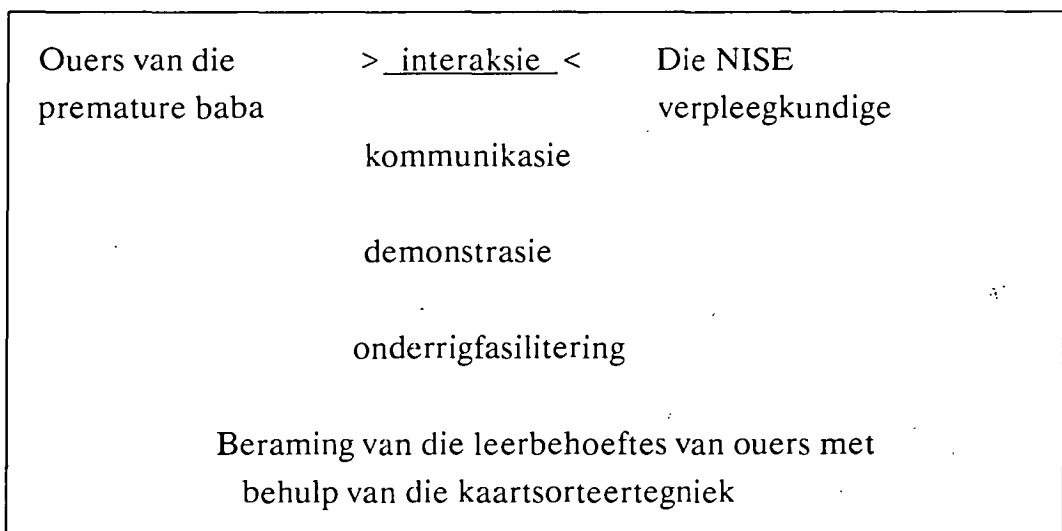 Ouers van die > interaksie < Die NISE
premature baba verpleegkundige
kommunikasie
demonstrasie
onderrigfasilitering
Beraming van die leerbehoeftes van ouers met
behulp van die kaartsorteertegniek